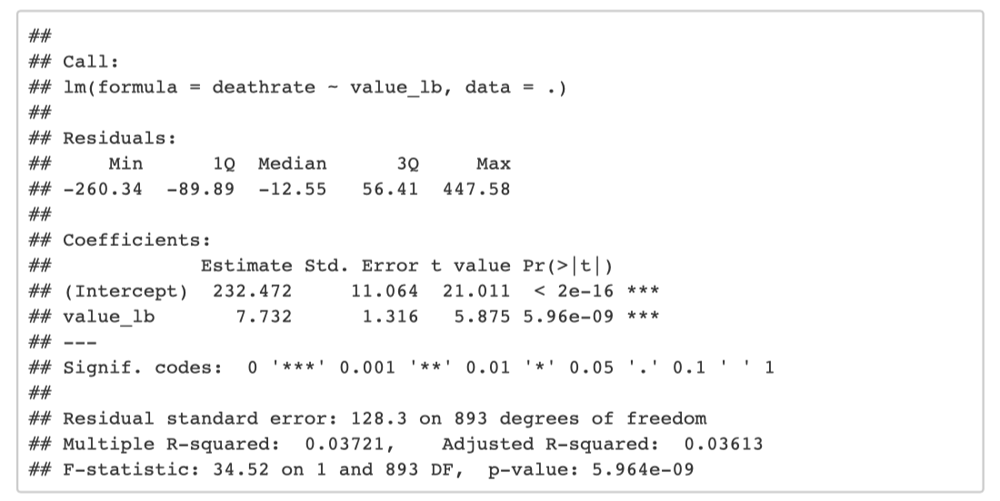 ##
## Call:
## lm(formula = deathrate ~ value_lb, data = .)
##
## Residuals:
##     Min      1Q  Median      3Q     Max
## -260.34  -89.89  -12.55   56.41  447.58
##
## Coefficients:
##             Estimate Std. Error t value Pr(>|t|)
## (Intercept)  232.472     11.064  21.011  < 2e-16 ***
## value_lb       7.732      1.316   5.875 5.96e-09 ***
## ---
## Signif. codes:  0 '***' 0.001 '**' 0.01 '*' 0.05 '.' 0.1 ' ' 1
##
## Residual standard error: 128.3 on 893 degrees of freedom
## Multiple R-squared:  0.03721,    Adjusted R-squared:  0.03613
## F-statistic: 34.52 on 1 and 893 DF,  p-value: 5.964e-09